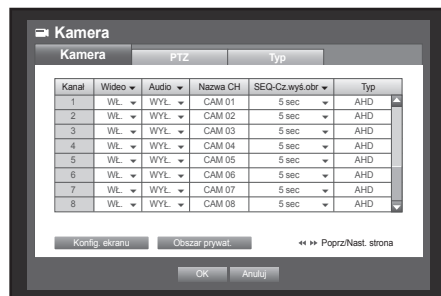 Kamera
Kamera PTZ Typ
Kanał Wideo Audio Nazwa CH SEQ-Cz.wyś.obr Typ
1 WŁ. WYŁ. CAM 01 5 sec AHD
2 WŁ. WYŁ. CAM 02 5 sec AHD
3 WŁ. WYŁ. CAM 03 5 sec AHD
4 WŁ. WYŁ. CAM 04 5 sec AHD
5 WŁ. WYŁ. CAM 05 5 sec AHD
6 WŁ. WYŁ. CAM 06 5 sec AHD
7 WŁ. WYŁ. CAM 07 5 sec AHD
8 WŁ. WYŁ. CAM 08 5 sec AHD
Konfig. ekranu Obszar prywat. Poprz/Nast. strona
OK Anuluj